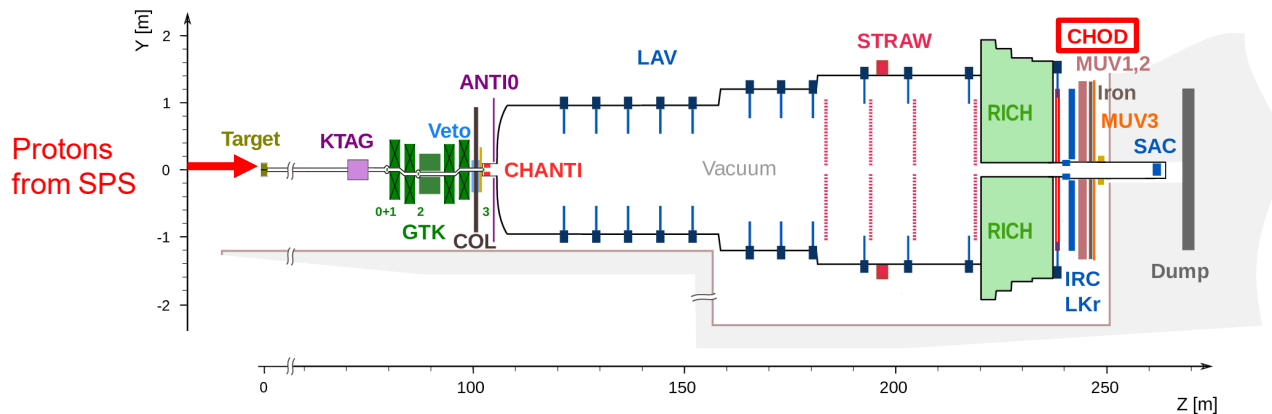 Y [m]
2
1
0
-1
-2
Protons
from SPS
Target
KTAG
0+1
2
GTK
3
Veto
COL
ANTI0
CHANTI
LAV
Vacuum
STRAW
RICH
RICH
CHOD
MUV1,2
Iron
MUV3
SAC
IRC
LKr
Dump
0
100
150
200
250
Z [m]